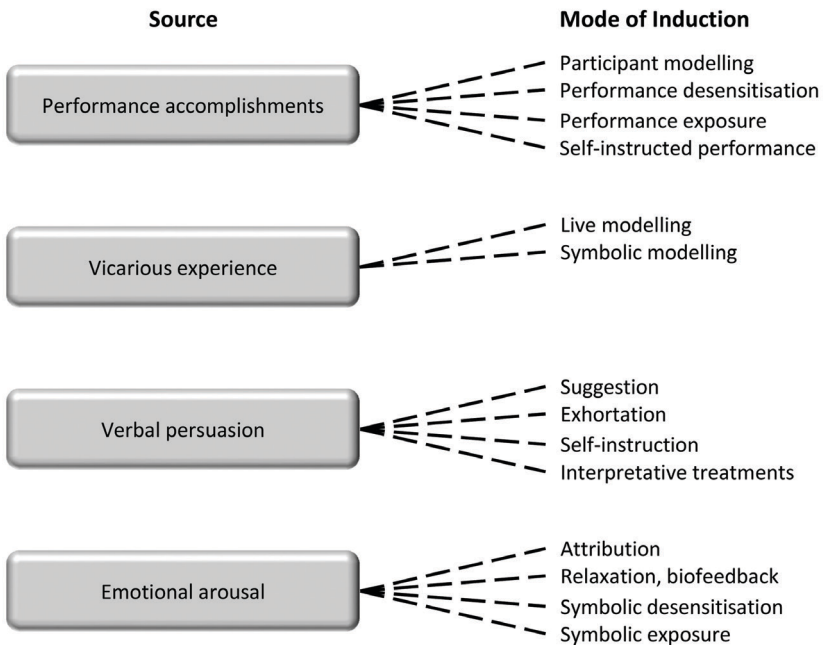 Source
Mode of Induction
Performance accomplishments
Participant modelling
Performance desensitisation
Performance exposure
Self-instructed performance
Vicarious experience
Live modelling
Symbolic modelling
Verbal persuasion
Suggestion
Exhortation
Self-instruction
Interpretative treatments
Emotional arousal
Attribution
Relaxation, biofeedback
Symbolic desensitisation
Symbolic exposure